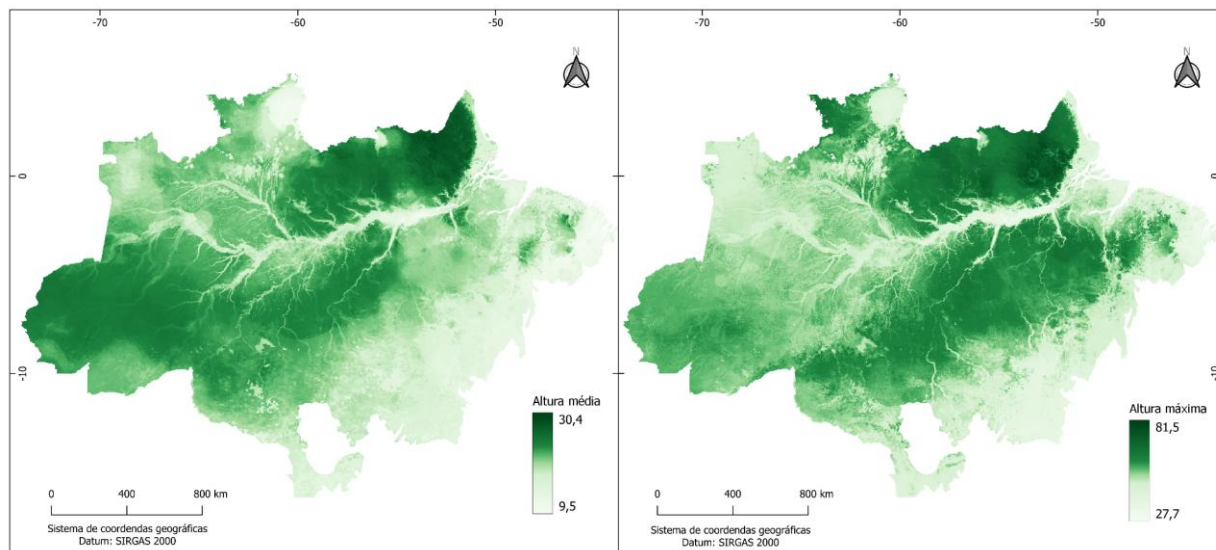 -70
-60
-50
N
0
-10
Altura média
30,4
9,5
0 400 800 km
Sistema de coordendas geográficas
Datum: SIRGAS 2000
-70
-60
-50
N
0
-10
Altura máxima
81,5
27,7
0 400 800 km
Sistema de coordendas geográficas
Datum: SIRGAS 2000